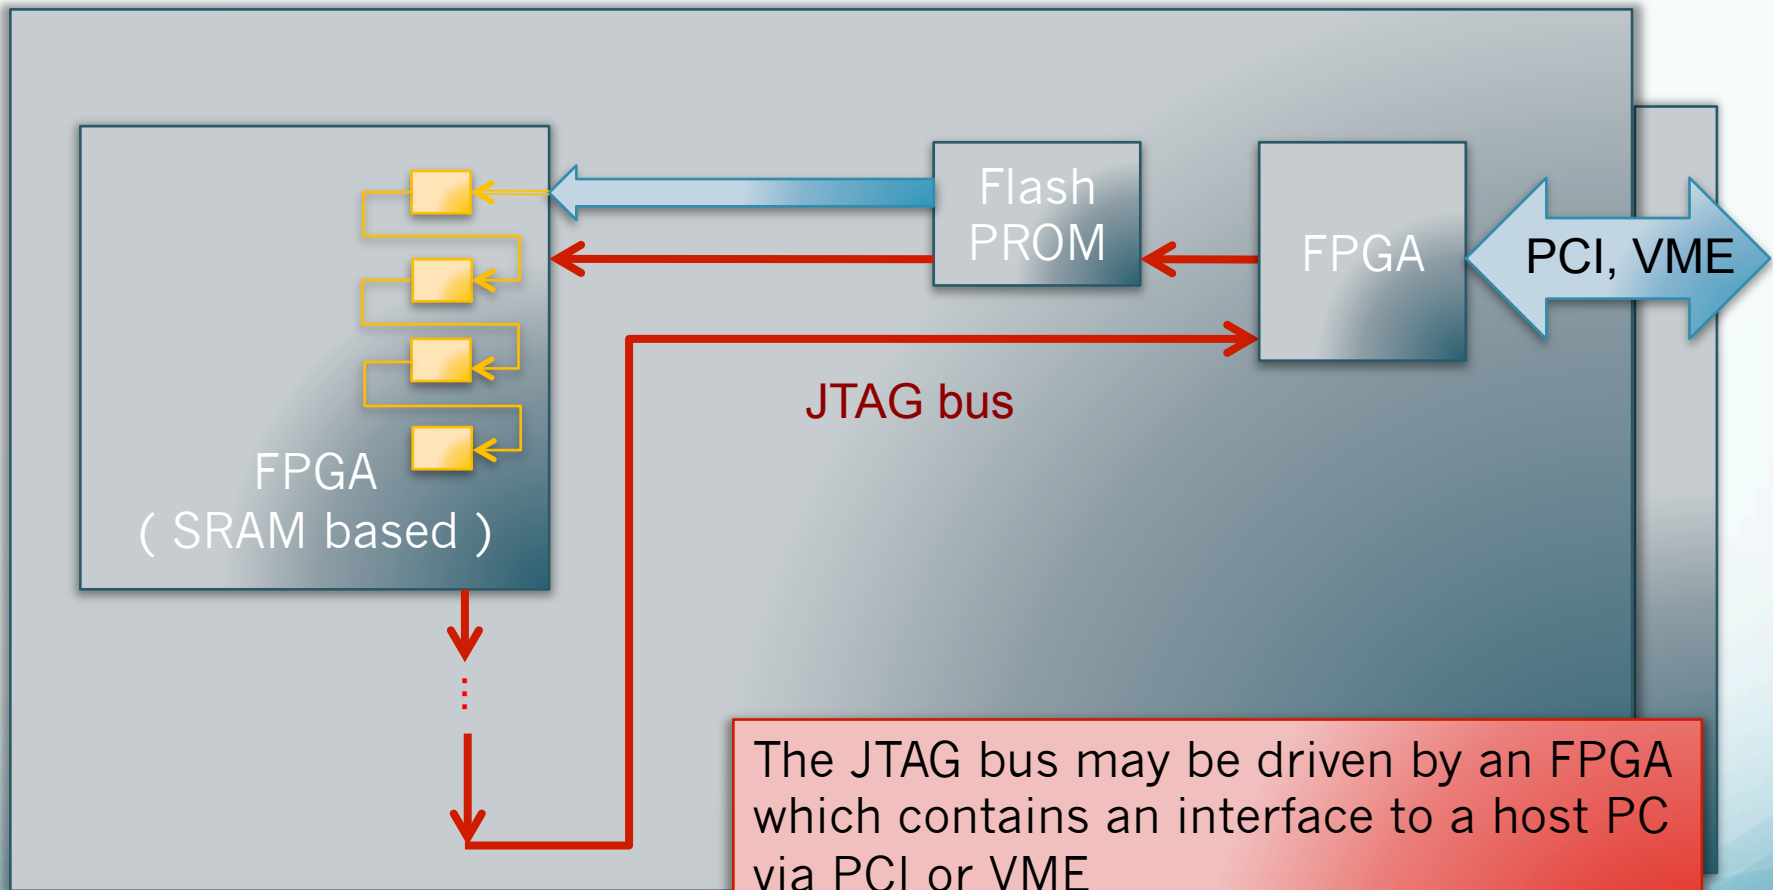 Flash
PROM
FPGA
PCI, VME
JTAG bus
FPGA
( SRAM based )
The JTAG bus may be driven by an FPGA
which contains an interface to a host PC
via PCI or VME